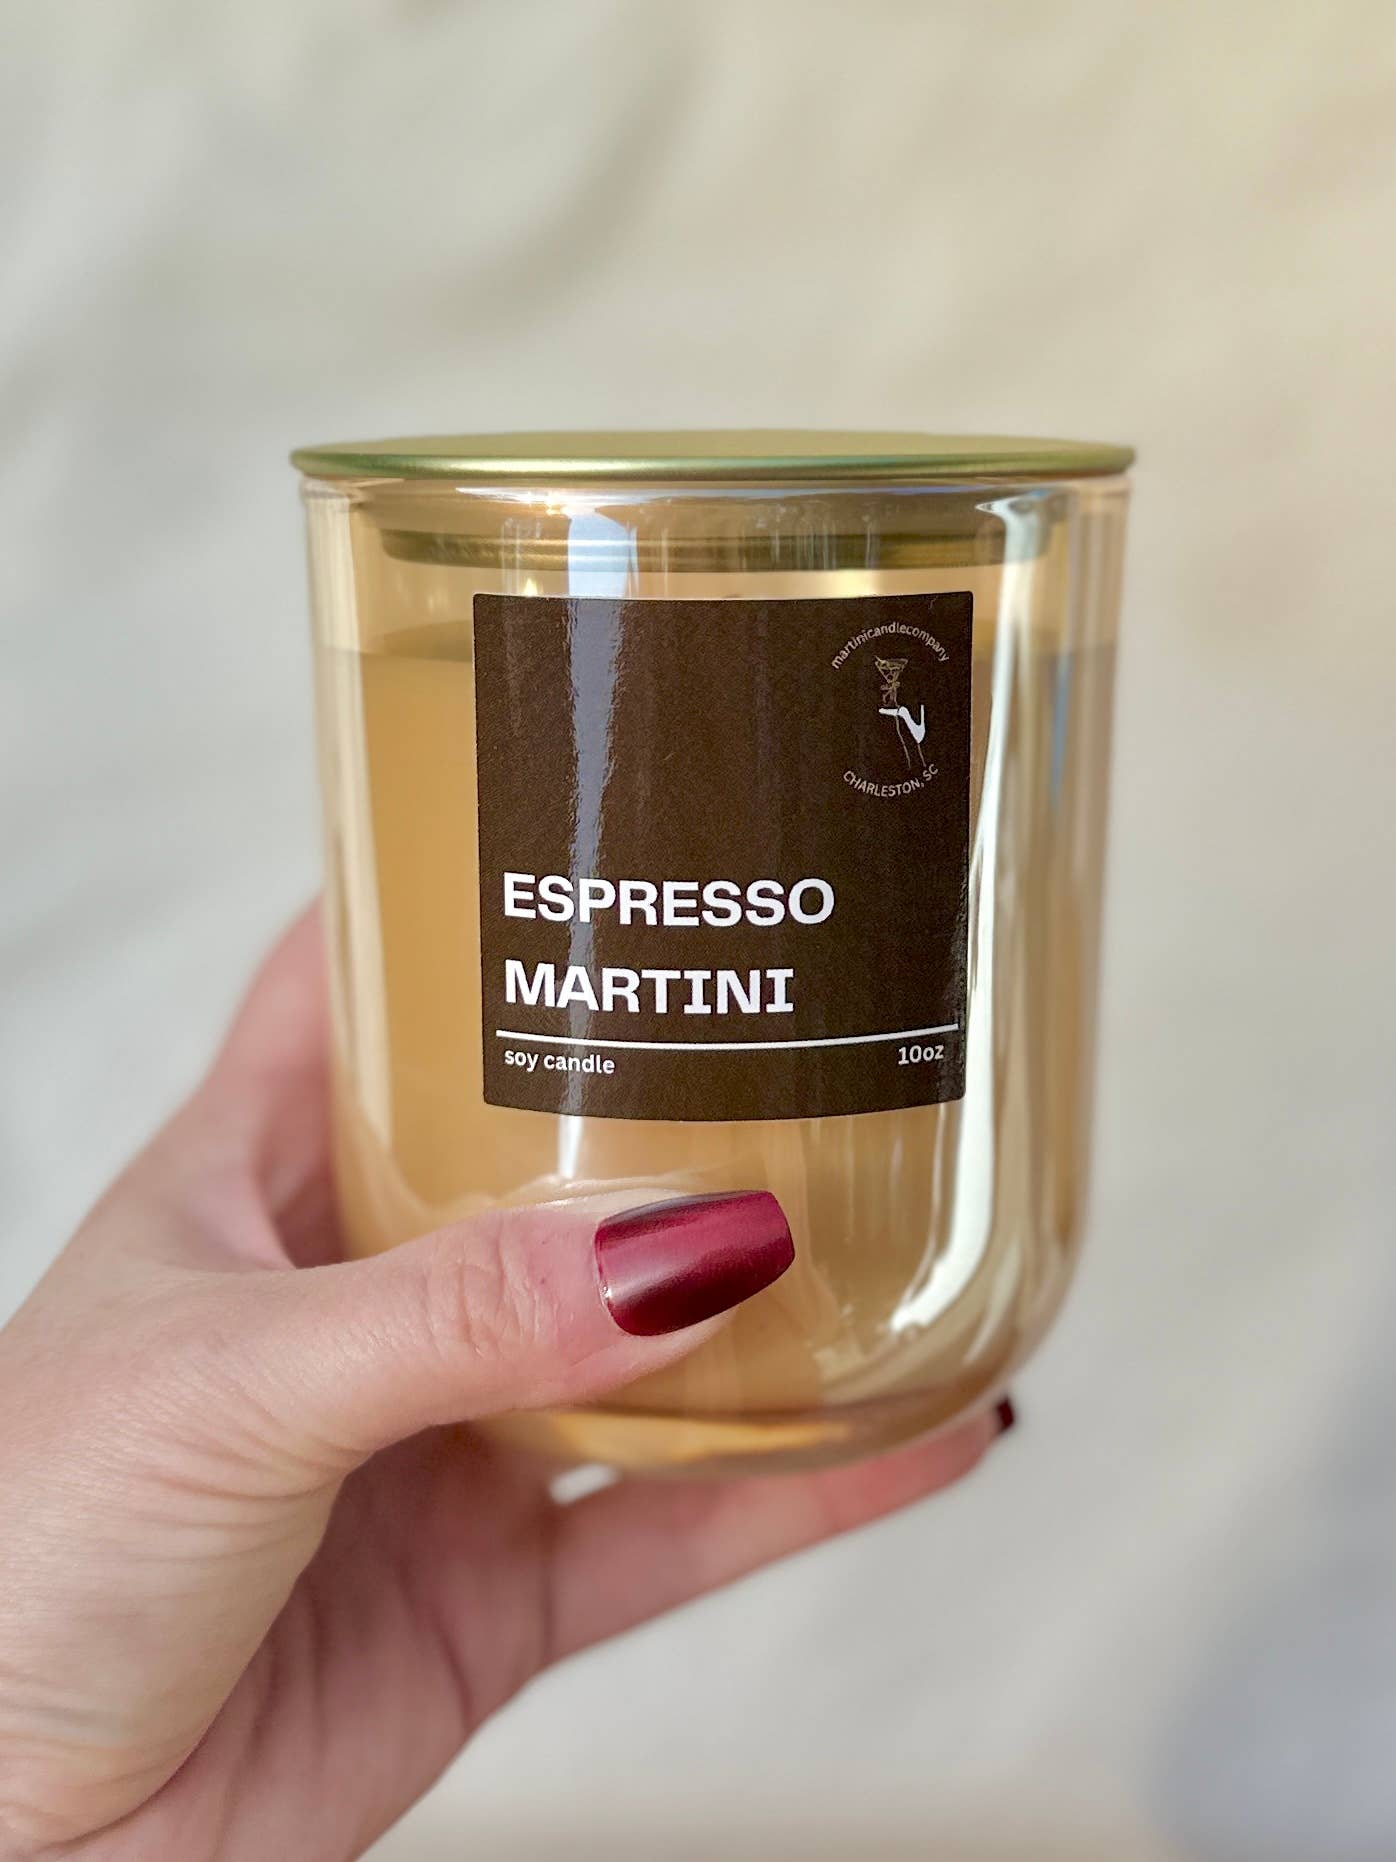 martinicandlecompany
CHARLESTON, SC
ESPRESSO
MARTINI
soy candle
10oz